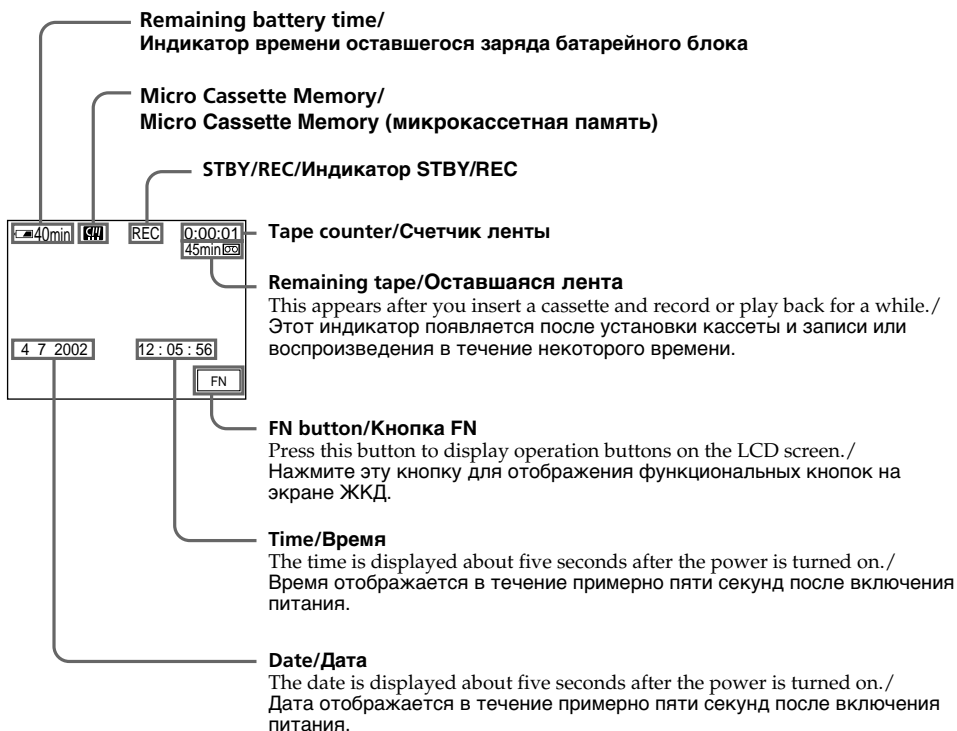 Remaining battery time/
Индикатор времени оставшегося заряда батарейного блока
Micro Cassette Memory/
Micro Cassette Memory (микрокассетная память)
STBY/REC/Индикатор STBY/REC
40min REC 0:00:01
45min
4 7 2002 12 : 05 : 56
FN
Tape counter/Счетчик ленты
Remaining tape/Оставшаяся лента
This appears after you insert a cassette and record or play back for a while./
Этот индикатор появляется после установки кассеты и записи или
воспроизведения в течение некоторого времени.
FN button/Кнопка FN
Press this button to display operation buttons on the LCD screen./
Нажмите эту кнопку для отображения функциональных кнопок на
экране ЖКД.
Time/Время
The time is displayed about five seconds after the power is turned on./
Время отображается в течение примерно пяти секунд после включения
питания.
Date/Дата
The date is displayed about five seconds after the power is turned on./
Дата отображается в течение примерно пяти секунд после включения
питания.